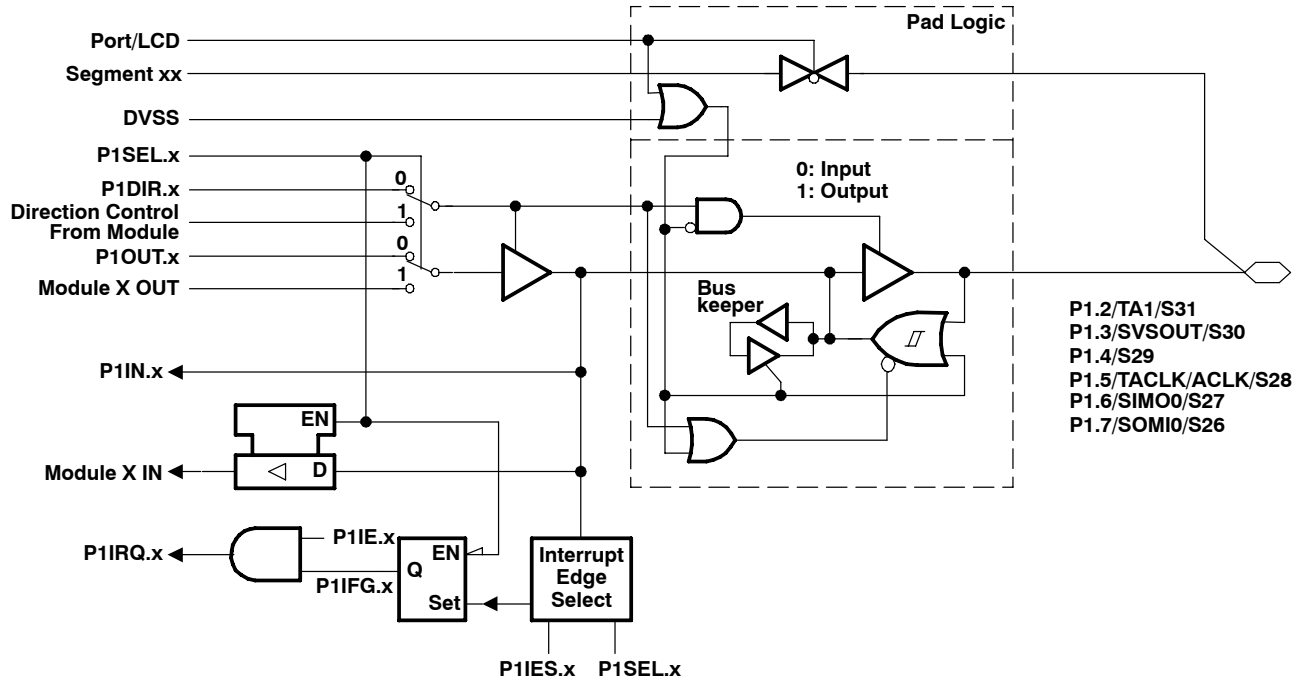 Pad Logic
Port/LCD
Segment xx
DVSS
P1SEL.x
0: Input
1: Output
P1DIR.x
0
Direction Control
From Module
1
P1OUT.x
0
Module X OUT
1
Bus
keeper
P1.2/TA1/S31
P1.3/SVSOUT/S30
P1.4/S29
P1.5/TACLK/ACLK/S28
P1.6/SIMO0/S27
P1.7/SOMI0/S26
P1IN.x
EN
Module X IN
D
P1IE.x
P1IRQ.x
P1IFG.x
EN
Q
Set
Interrupt
Edge
Select
P1IES.x
P1SEL.x